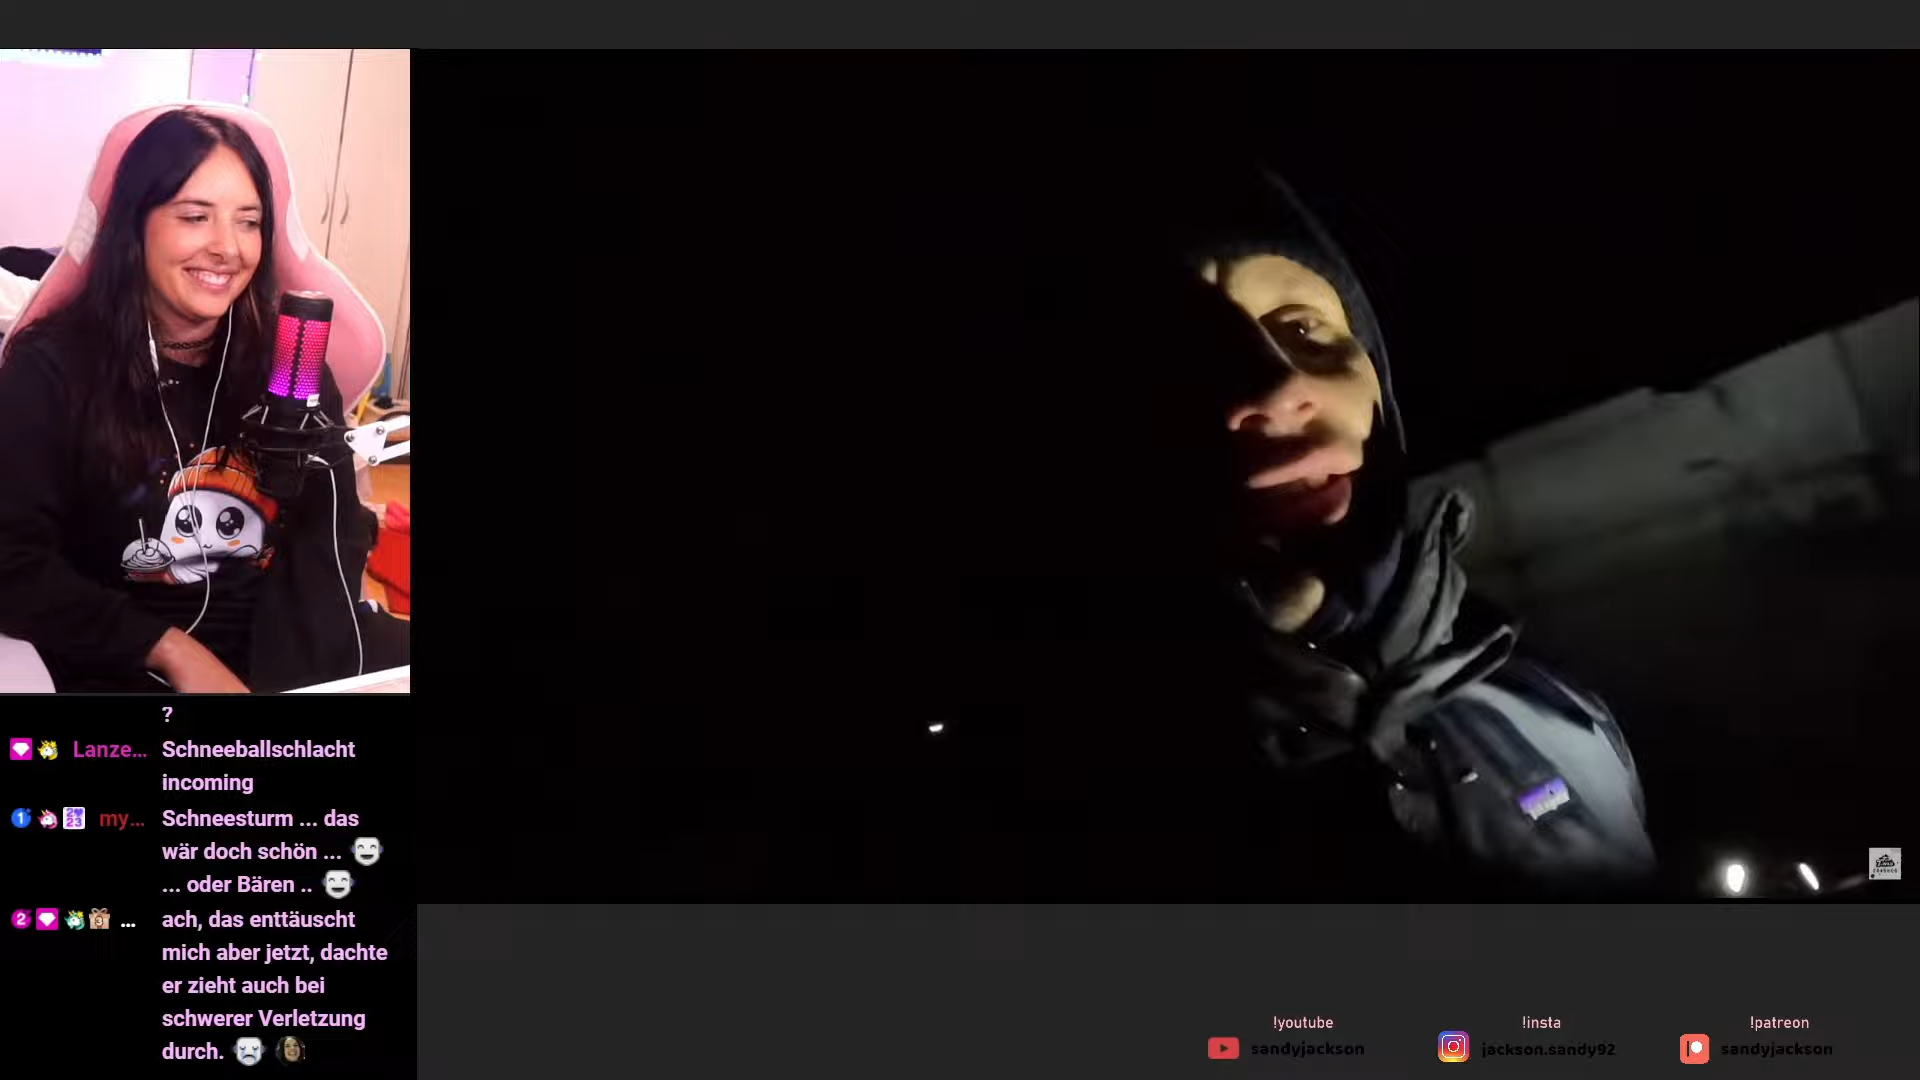 ?
Lanze... Schneeballschlacht
incoming
my... Schneesturm ... das
wär doch schön ...
... oder Bären ..
... ach, das enttäuscht
mich aber jetzt, dachte
er zieht auch bei
schwerer Verletzung
durch.
!youtube
sandyjackson
!insta
jackson.sandy92
!patreon
sandyjackson